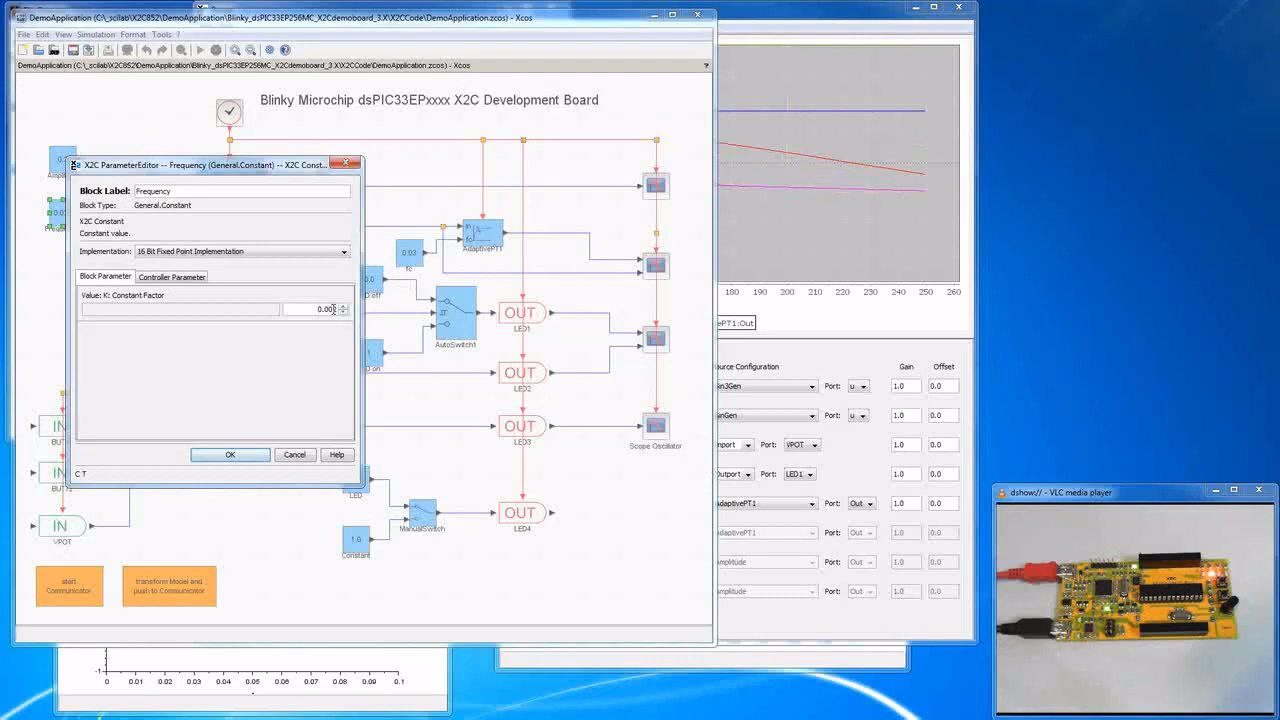 DemoApplication (C:\_scilab\X2C852\DemoApplication\Blinky_dsPIC33EP256MC_X2Cdemoboard_3.X\X2CCode\DemoApplication.zcos) - Xcos
File Edit View Simulation Format Tools ?
DemoApplication (C:\_scilab\X2C852\DemoApplication\Blinky_dsPIC33EP256MC_X2Cdemoboard_3.X\X2CCode\DemoApplication.zcos) - Xcos
?
Blinky Microchip dsPIC33EPxxxx X2C Development Board
X2C ParameterEditor -- Frequency (General.Constant) -- X2C Const...
Block Label: Frequency
Block Type: General.Constant
X2C Constant
Constant value.
Implementation: 16 Bit Fixed Point Implementation
Block Parameter Controller Parameter
Value: K: Constant Factor
OK Cancel Help
C T
In
fc
AdaptivePT1
0.03
fc
AutoSwitch1
OUT
LED1
OUT
LED2
OUT
LED3
Scope Oscillator
LED
ManualSwitch
OUT
LED4
1.0
Constant
IN
IN
IN
VPOT
start
Communicator
transform Model and
push to Communicator
180 190 200 210 220 230 240 250 260
PT1:Out
Source Configuration Gain Offset
Port: u 1.0 0.0
Port: u 1.0 0.0
Port: VPOT 1.0 0.0
Outport Port: LED1 1.0 0.0
AdaptivePT1 Port: Out 1.0 0.0
AdaptivePT1 Port: Out 1.0 0.0
Amplitude Port: Out 1.0 0.0
Amplitude Port: Out 1.0 0.0
-1
0 0.01 0.02 0.03 0.04 0.05 0.06 0.07 0.08 0.09 0.1
dshow:// - VLC media player